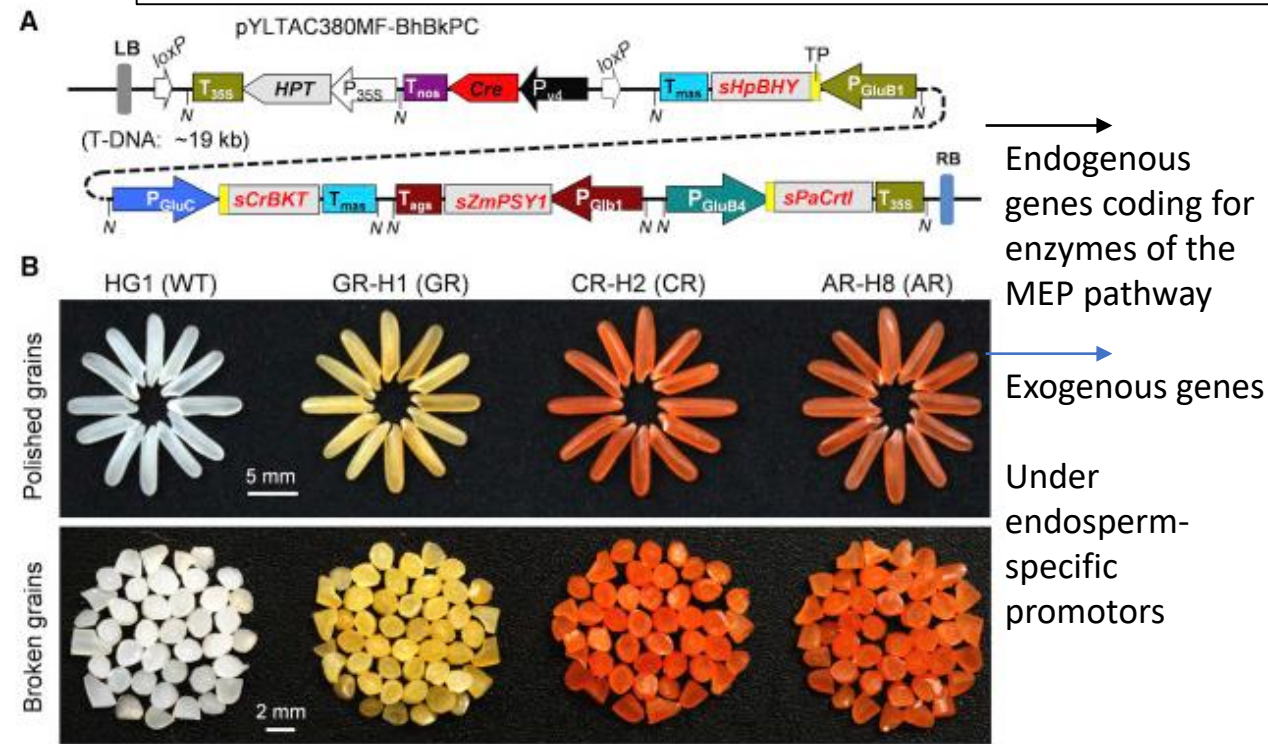 A
pYLTAC380MF-BhBkPC
LB loxP T35S HPT P35S Tnos Cre Pv4 loxP Tmas sHpBHY TP PGluB1
N N N N
(T-DNA: ~19 kb)
PGluC sCrBKT Tmas Tags sZmPSY1 PGlb1 PGluB4 sPaCrtI T35S RB
N N N N N N
B
HG1 (WT) GR-H1 (GR) CR-H2 (CR) AR-H8 (AR)
Polished grains
5 mm
Broken grains
2 mm
Endogenous
genes coding for
enzymes of the
MEP pathway
Exogenous genes
Under
endosperm-
specific
promotors